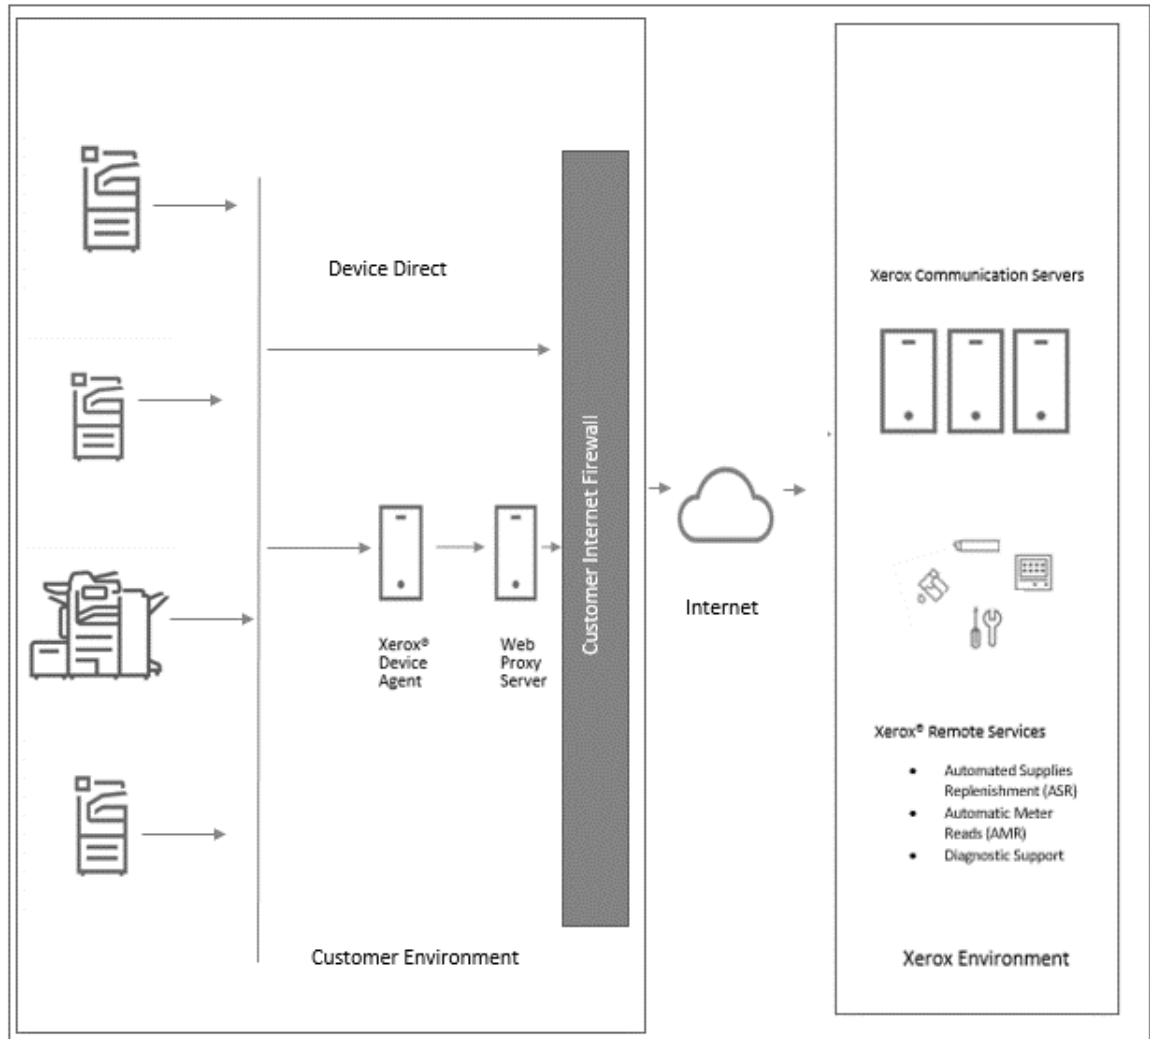 Device Direct
Xerox®
Device
Agent
Web
Proxy
Server
Customer Internet Firewall
Customer Environment
Internet
Xerox Communication Servers
Xerox® Remote Services
• Automated Supplies
Replenishment (ASR)
• Automatic Meter
Reads (AMR)
• Diagnostic Support
Xerox Environment